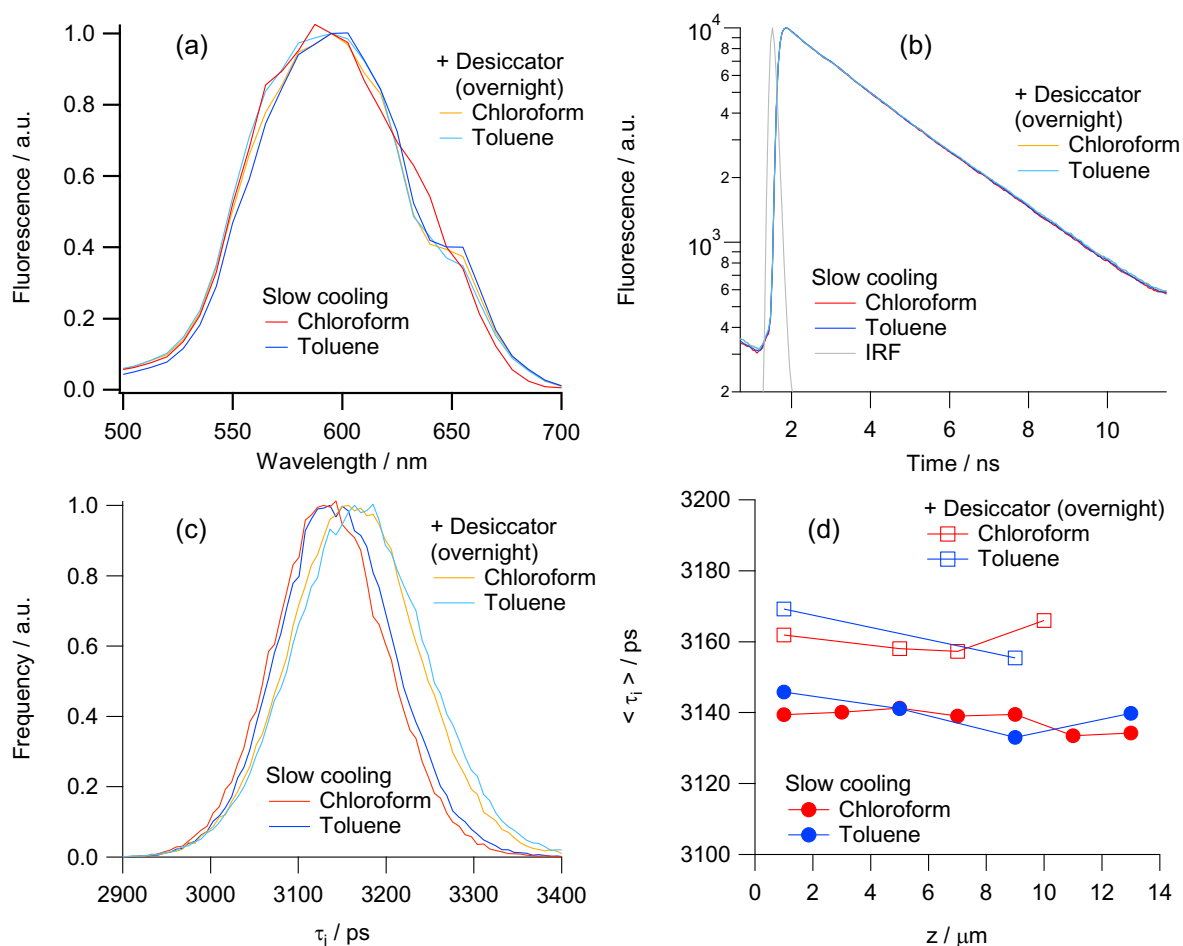 (a)
Fluorescence / a.u.
1.0
0.8
0.6
0.4
0.2
0.0
+ Desiccator
(overnight)
Chloroform
Toluene
Slow cooling
Chloroform
Toluene
500
550
600
650
700
Wavelength / nm
(b)
Fluorescence / a.u.
10⁴
8
6
4
2
10³
8
6
4
2
+ Desiccator
(overnight)
Chloroform
Toluene
Slow cooling
Chloroform
Toluene
IRF
2
4
6
8
10
Time / ns
(c)
Frequency / a.u.
1.0
0.8
0.6
0.4
0.2
0.0
+ Desiccator
(overnight)
Chloroform
Toluene
Slow cooling
Chloroform
Toluene
2900
3000
3100
3200
3300
3400
τᵢ / ps
(d)
< τᵢ > / ps
3200
3180
3160
3140
3120
3100
+ Desiccator (overnight)
Chloroform
Toluene
Slow cooling
Chloroform
Toluene
0
2
4
6
8
10
12
14
z / μm